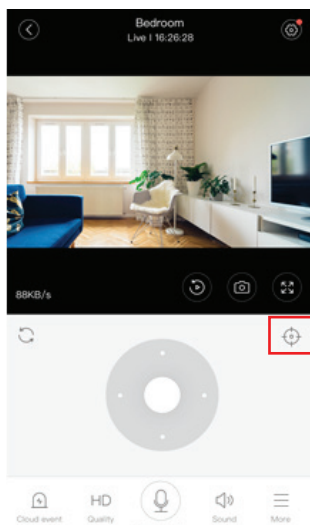 Bedroom
Live | 16:26:28
88KB/s
HD
Cloud event
Quality
Sound
More